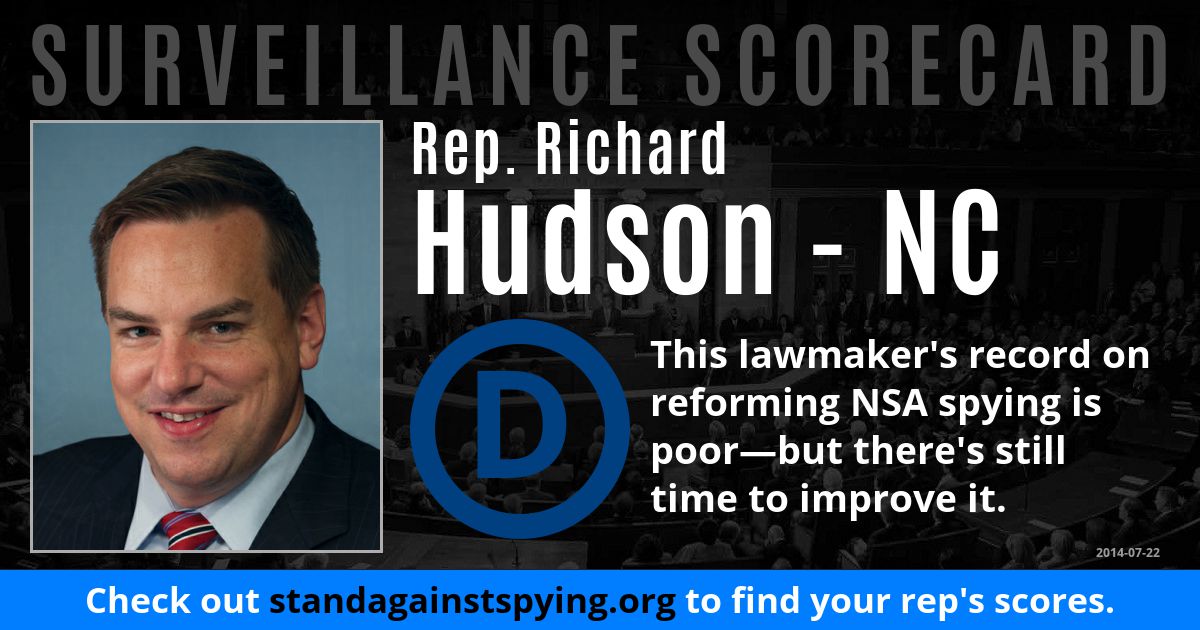 SURVEILLANCE SCORECARD
Rep. Richard
Hudson - NC
D
This lawmaker's record on
reforming NSA spying is
poor—but there's still
time to improve it.
2014-07-22
Check out standagainstspying.org to find your rep's scores.